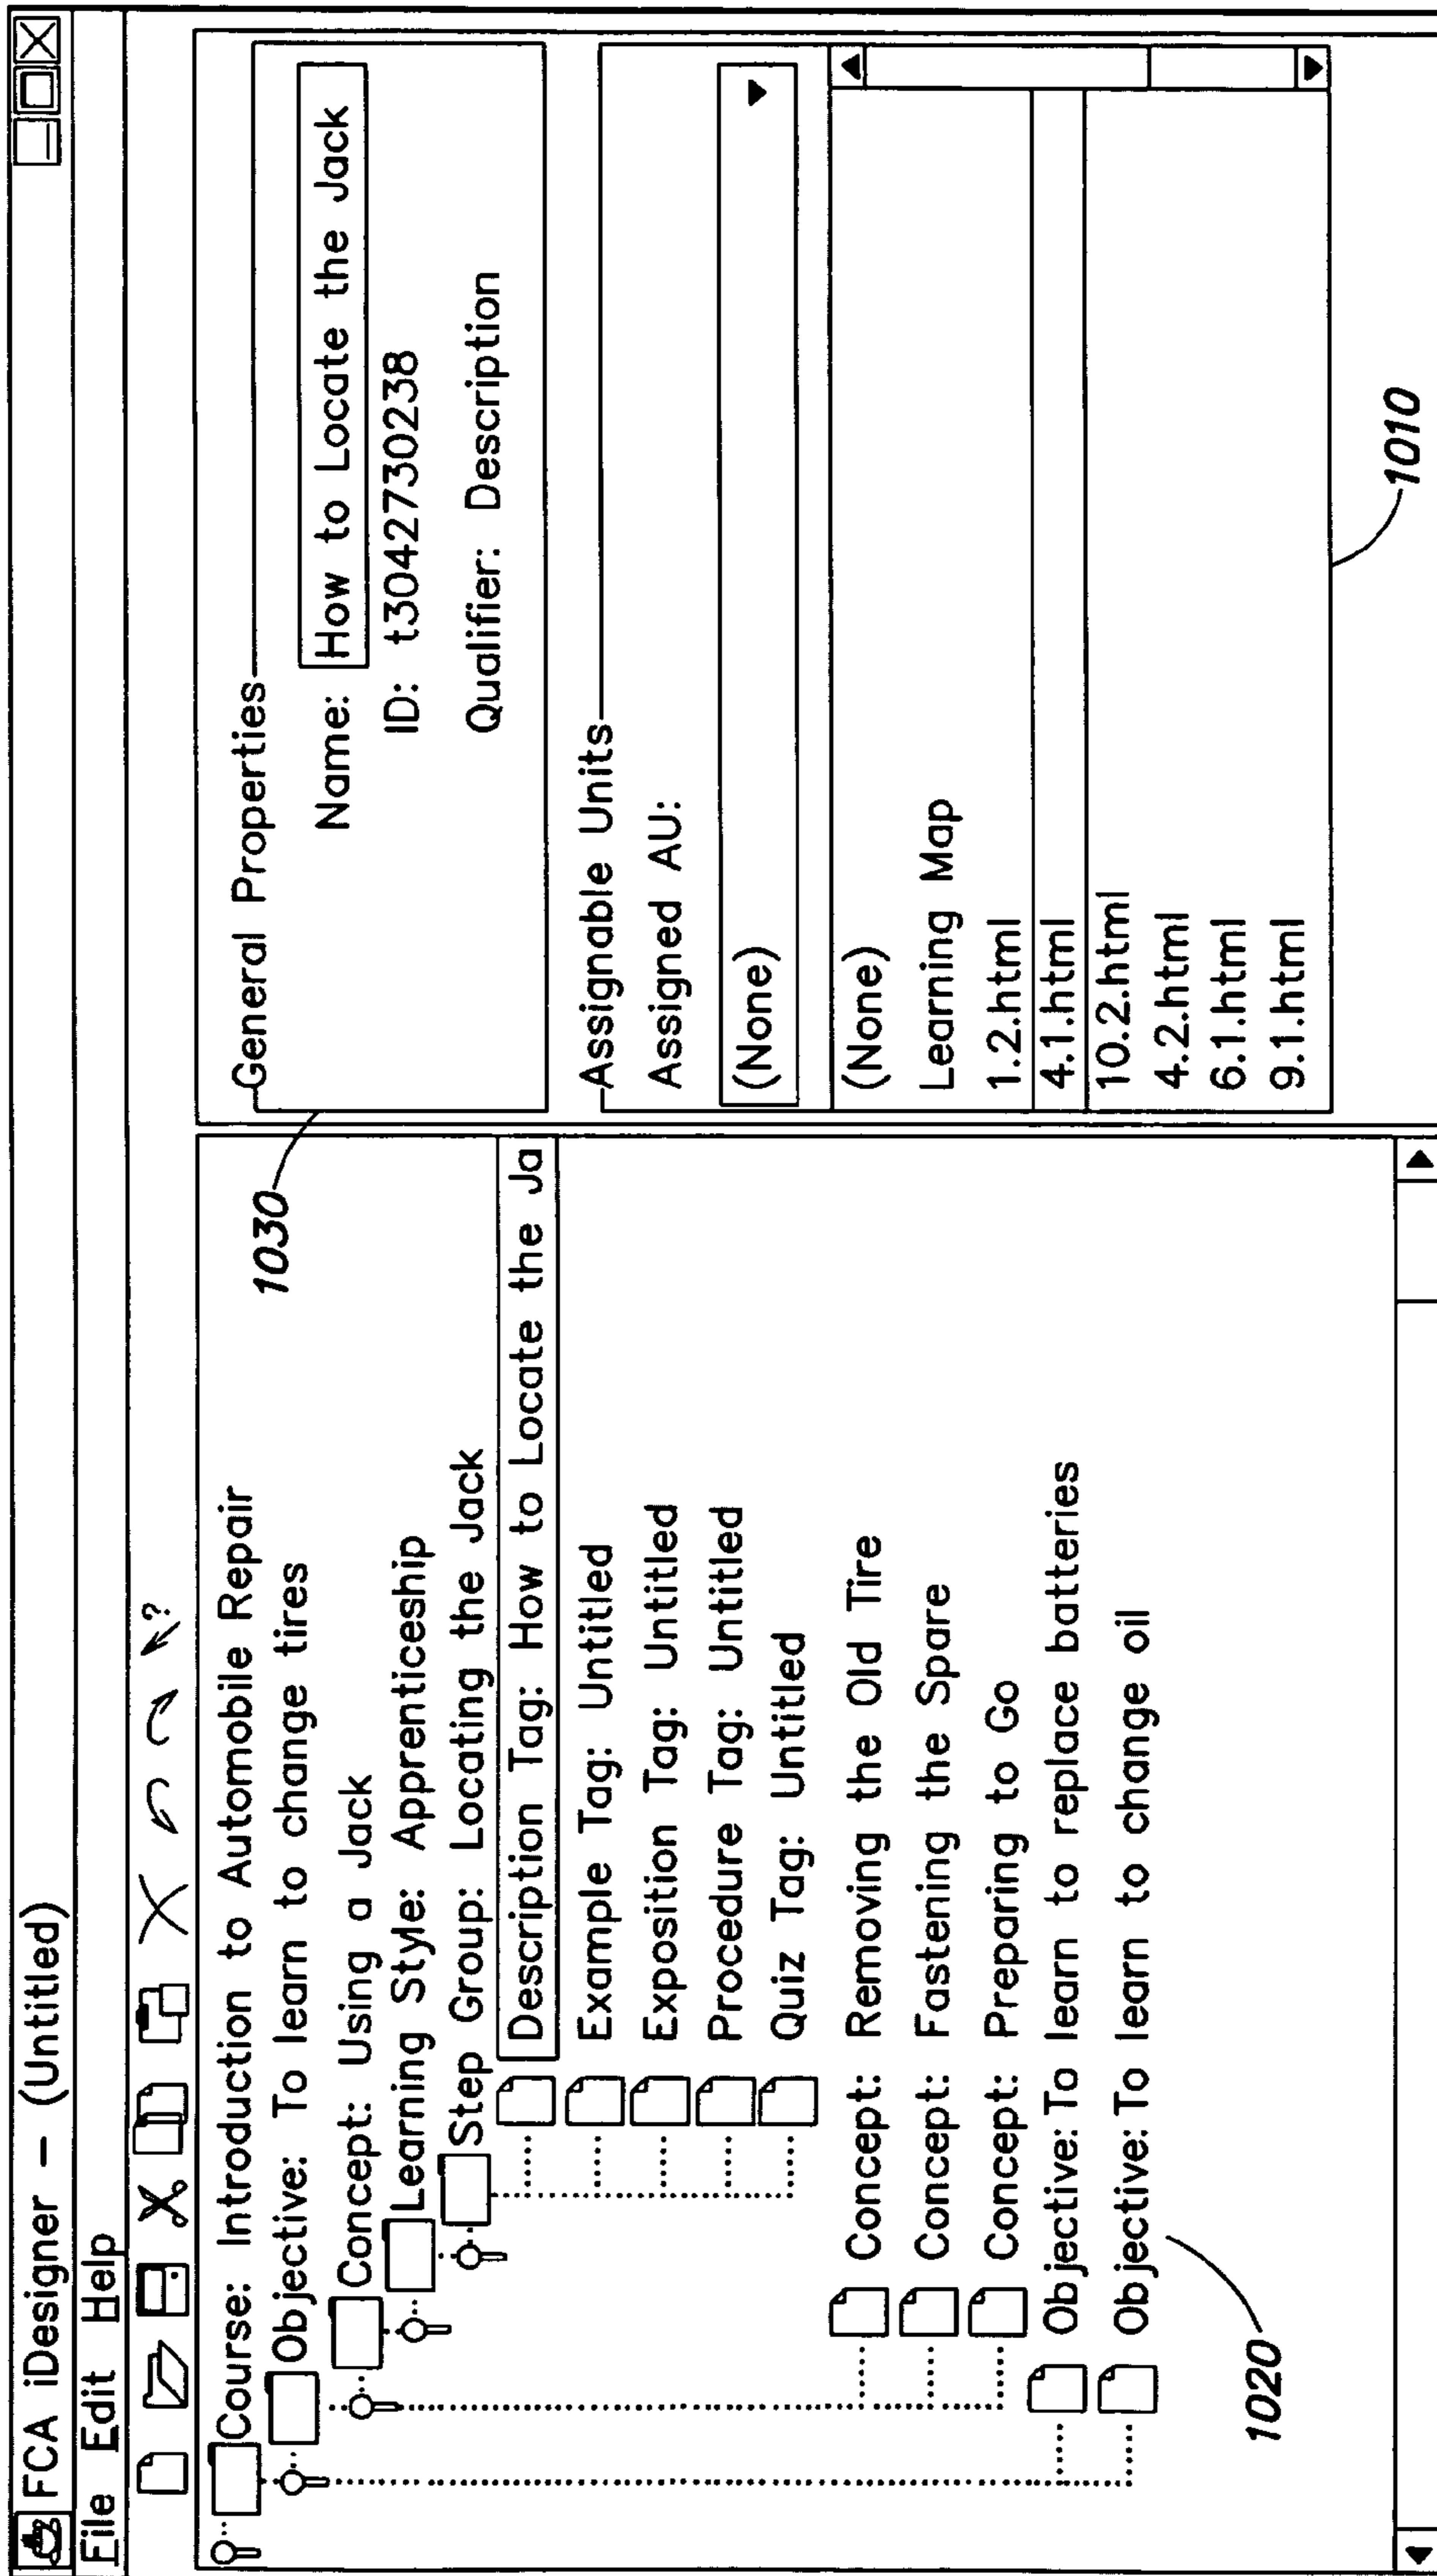 FCA iDesigner – (Untitled)
File Edit Help
?
Course: Introduction to Automobile Repair
Objective: To learn to change tires
Concept: Using a Jack
Learning Style: Apprenticeship
Step Group: Locating the Jack
Description Tag: How to Locate the Ja
Example Tag: Untitled
Exposition Tag: Untitled
Procedure Tag: Untitled
Quiz Tag: Untitled
Concept: Removing the Old Tire
Concept: Fastening the Spare
Concept: Preparing to Go
Objective: To learn to replace batteries
Objective: To learn to change oil
1020
1030
General Properties
Name: How to Locate the Jack
ID: t3042730238
Qualifier: Description
Assignable Units
Assigned AU:
(None)
(None)
Learning Map
1.2.html
4.1.html
10.2.html
4.2.html
6.1.html
9.1.html
1010